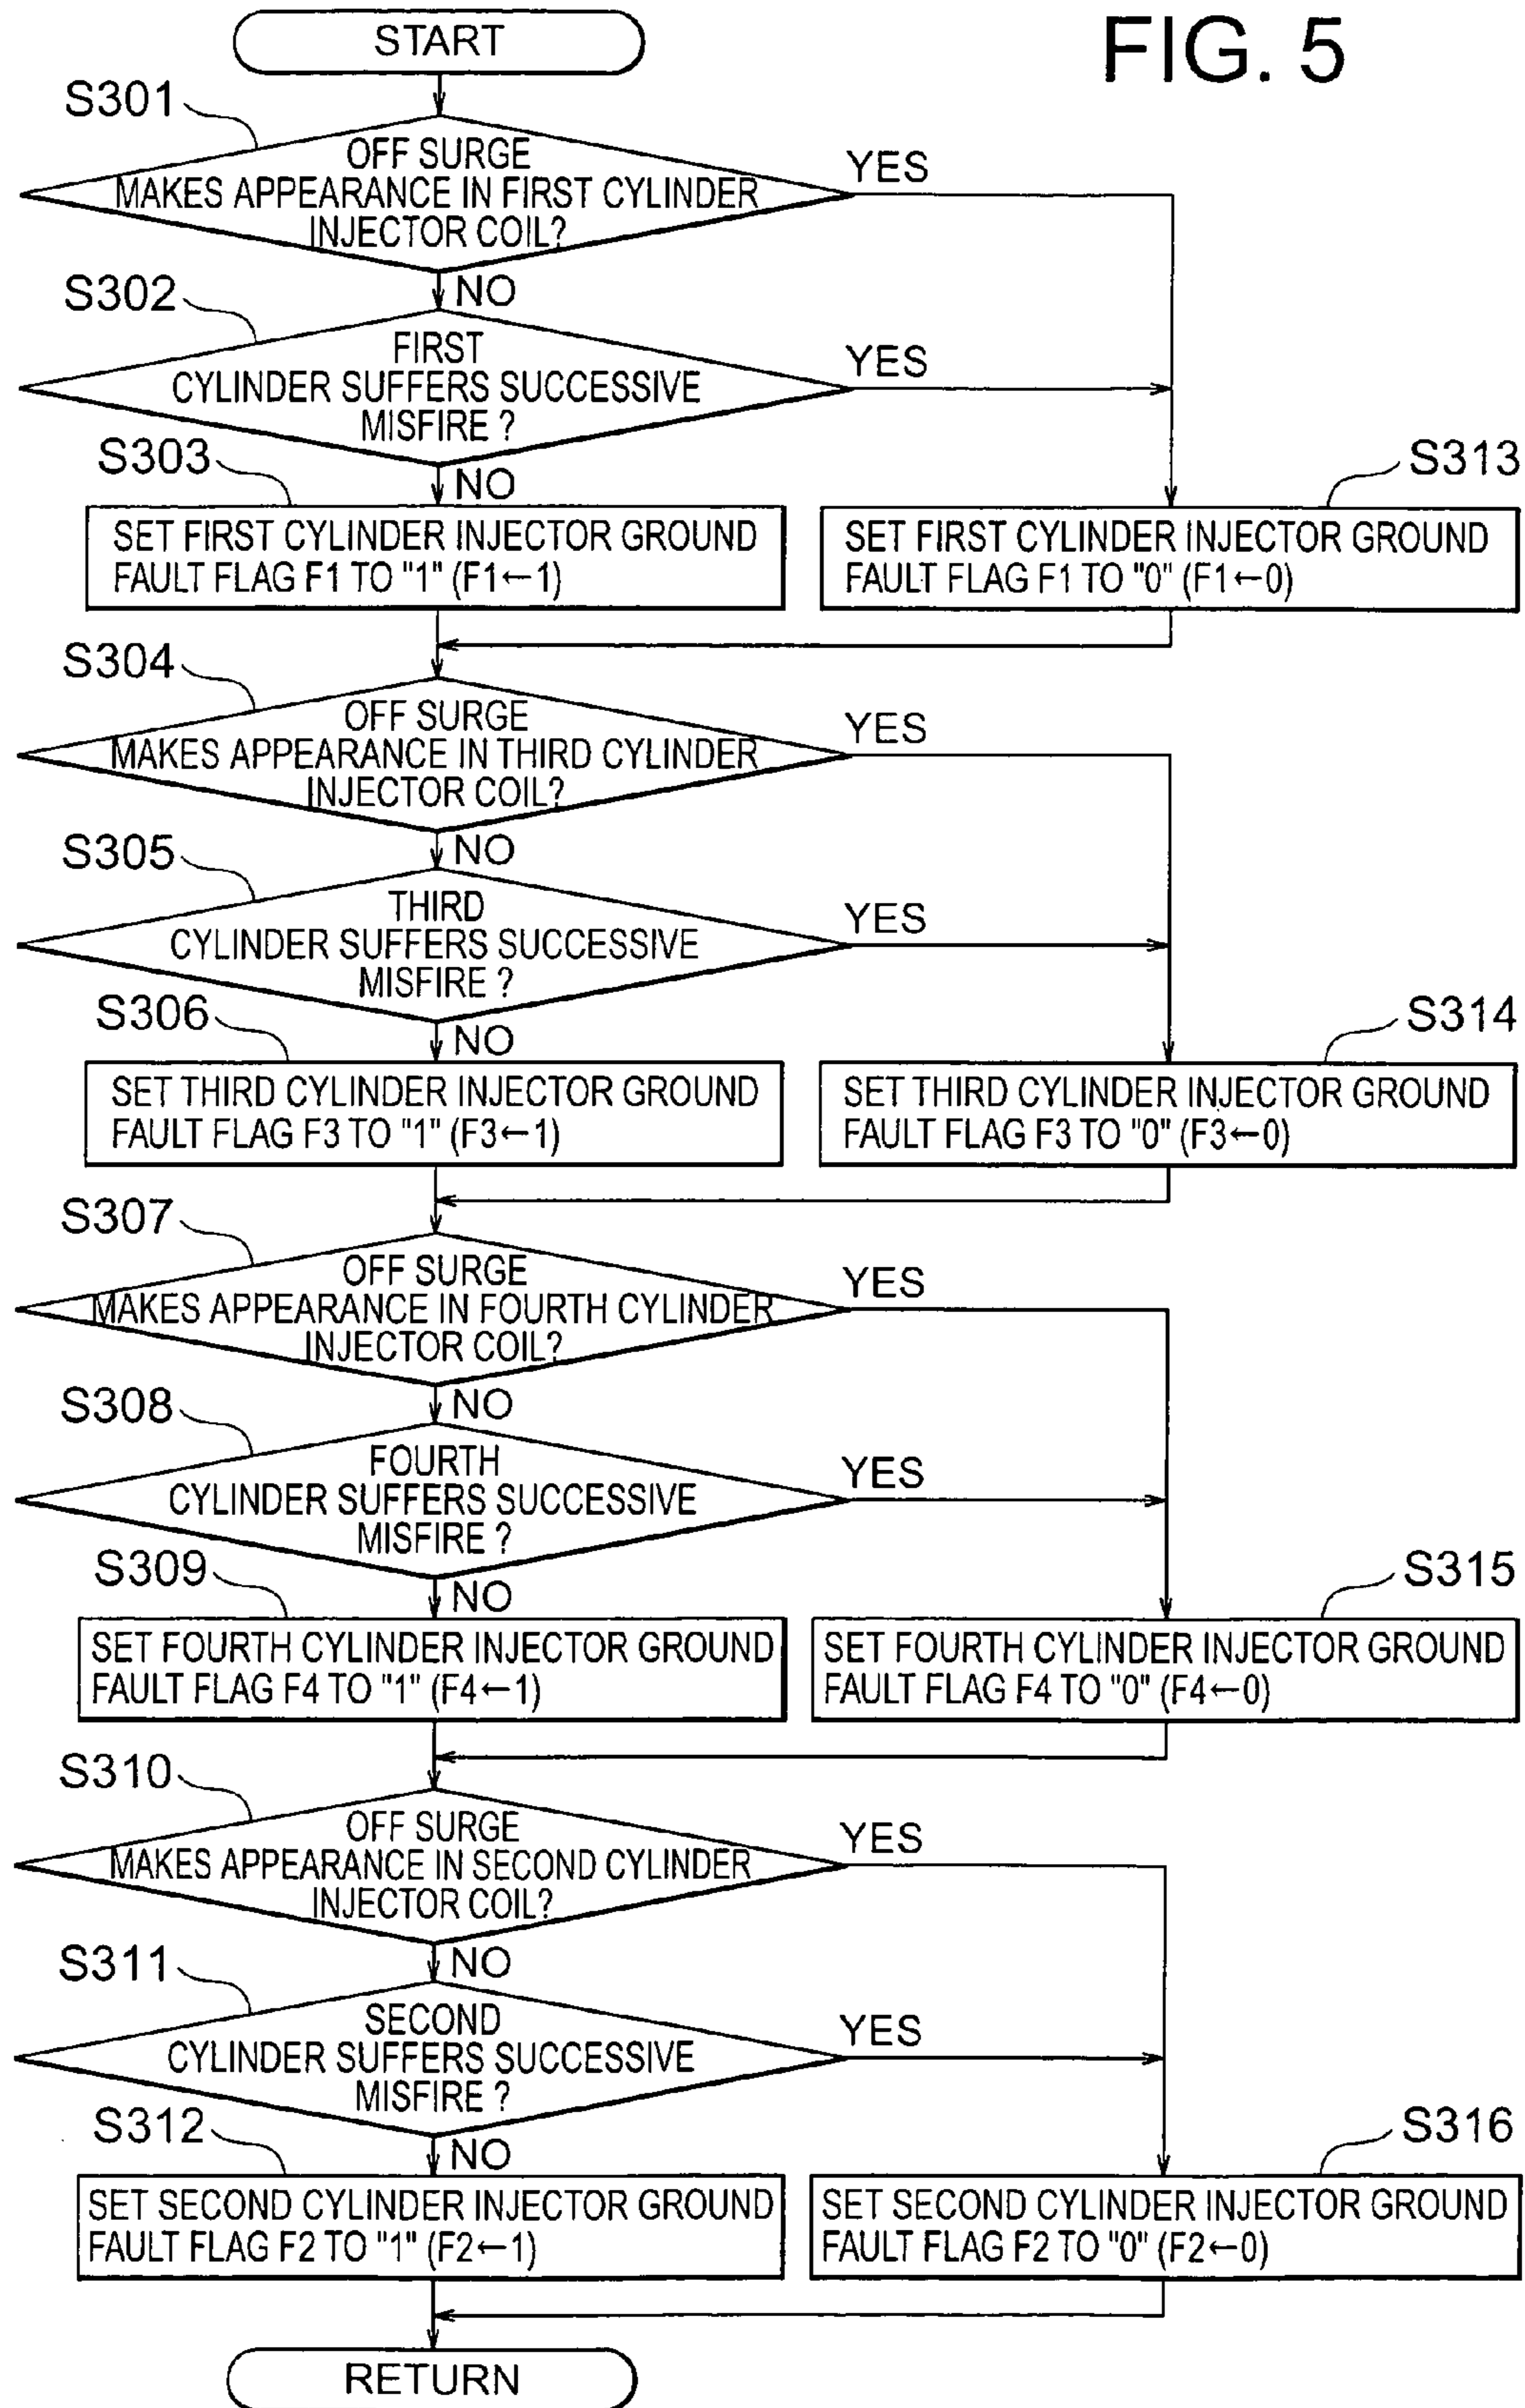 FIG. 5
START
S301
OFF SURGE
MAKES APPEARANCE IN FIRST CYLINDER
INJECTOR COIL?
YES
NO
S302
FIRST
CYLINDER SUFFERS SUCCESSIVE
MISFIRE ?
YES
NO
S303
SET FIRST CYLINDER INJECTOR GROUND
FAULT FLAG F1 TO "1" (F1←1)
S313
SET FIRST CYLINDER INJECTOR GROUND
FAULT FLAG F1 TO "0" (F1←0)
S304
OFF SURGE
MAKES APPEARANCE IN THIRD CYLINDER
INJECTOR COIL?
YES
NO
S305
THIRD
CYLINDER SUFFERS SUCCESSIVE
MISFIRE ?
YES
NO
S306
SET THIRD CYLINDER INJECTOR GROUND
FAULT FLAG F3 TO "1" (F3←1)
S314
SET THIRD CYLINDER INJECTOR GROUND
FAULT FLAG F3 TO "0" (F3←0)
S307
OFF SURGE
MAKES APPEARANCE IN FOURTH CYLINDER
INJECTOR COIL?
YES
NO
S308
FOURTH
CYLINDER SUFFERS SUCCESSIVE
MISFIRE ?
YES
NO
S309
SET FOURTH CYLINDER INJECTOR GROUND
FAULT FLAG F4 TO "1" (F4←1)
S315
SET FOURTH CYLINDER INJECTOR GROUND
FAULT FLAG F4 TO "0" (F4←0)
S310
OFF SURGE
MAKES APPEARANCE IN SECOND CYLINDER
INJECTOR COIL?
YES
NO
S311
SECOND
CYLINDER SUFFERS SUCCESSIVE
MISFIRE ?
YES
NO
S312
SET SECOND CYLINDER INJECTOR GROUND
FAULT FLAG F2 TO "1" (F2←1)
S316
SET SECOND CYLINDER INJECTOR GROUND
FAULT FLAG F2 TO "0" (F2←0)
RETURN